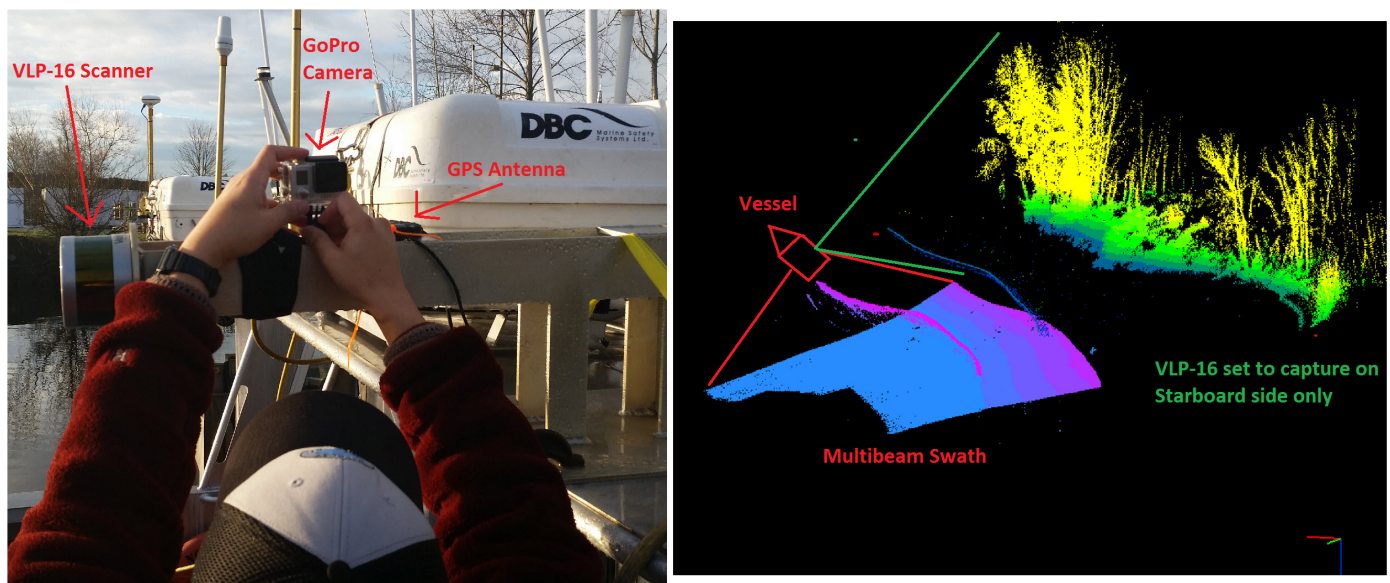 VLP-16 Scanner
GoPro
Camera
DBC
Marine Safety
Systems Ltd.
DBC
GPS Antenna
DBC
Vessel
VLP-16 set to capture on
Starboard side only
Multibeam Swath